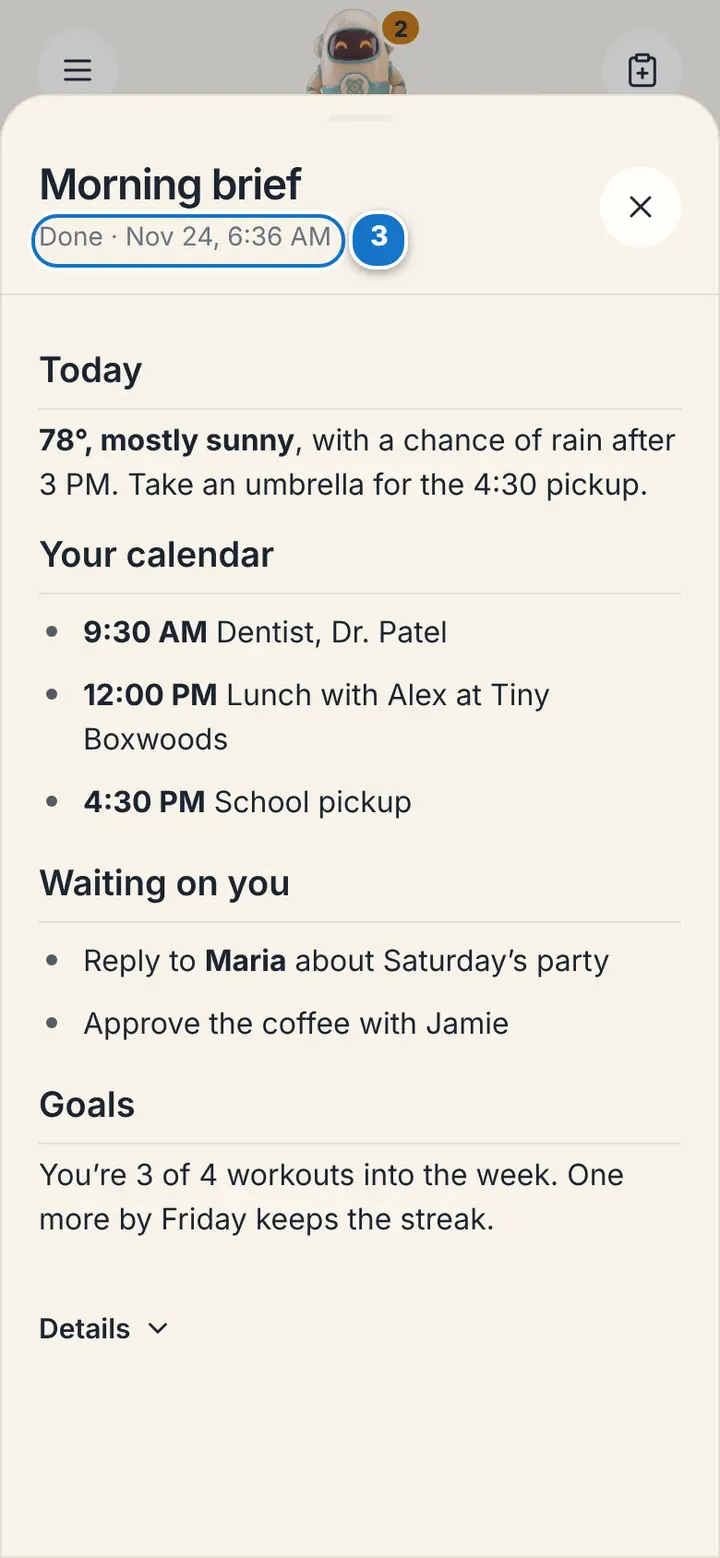 2
Morning brief
Done · Nov 24, 6:36 AM
3
Today
78°, mostly sunny, with a chance of rain after
3 PM. Take an umbrella for the 4:30 pickup.
Your calendar
9:30 AM Dentist, Dr. Patel
12:00 PM Lunch with Alex at Tiny
Boxwoods
4:30 PM School pickup
Waiting on you
Reply to Maria about Saturday’s party
Approve the coffee with Jamie
Goals
You’re 3 of 4 workouts into the week. One
more by Friday keeps the streak.
Details